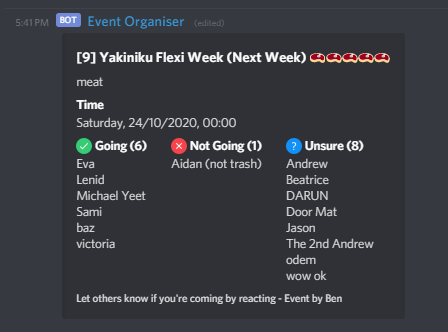 5:41 PM BOT Event Organiser (edited)
[9] Yakiniku Flexi Week (Next Week) 🥩🥩🥩🥩🥩
meat
Time
Saturday, 24/10/2020, 00:00
Going (6) Not Going (1) Unsure (8)
Eva Aidan (not trash) Andrew
Lenid Beatrice
Michael Yeet DARUN
Sami Door Mat
baz Jason
victoria The 2nd Andrew
odem
wow ok
Let others know if you're coming by reacting - Event by Ben